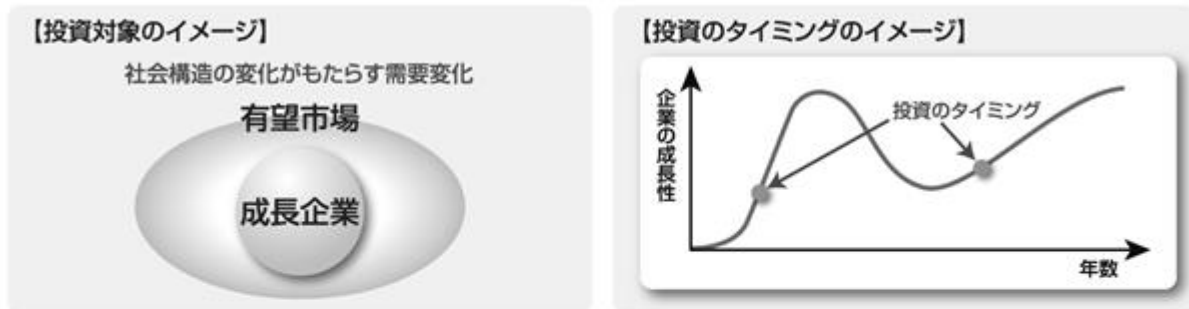 【投資対象のイメージ】
社会構造の変化がもたらす需要変化
有望市場
成長企業
【投資のタイミングのイメージ】
企業の成長性
投資のタイミング
年数